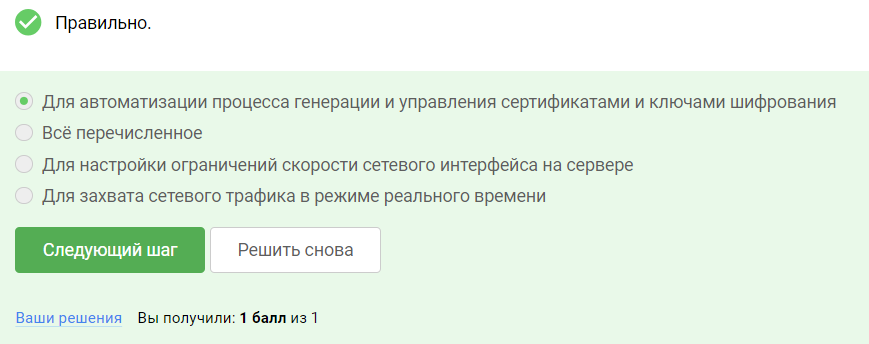 Правильно.
Для автоматизации процесса генерации и управления сертификатами и ключами шифрования
Всё перечисленное
Для настройки ограничений скорости сетевого интерфейса на сервере
Для захвата сетевого трафика в режиме реального времени
Следующий шаг Решить снова
Ваши решения Вы получили: 1 балл из 1